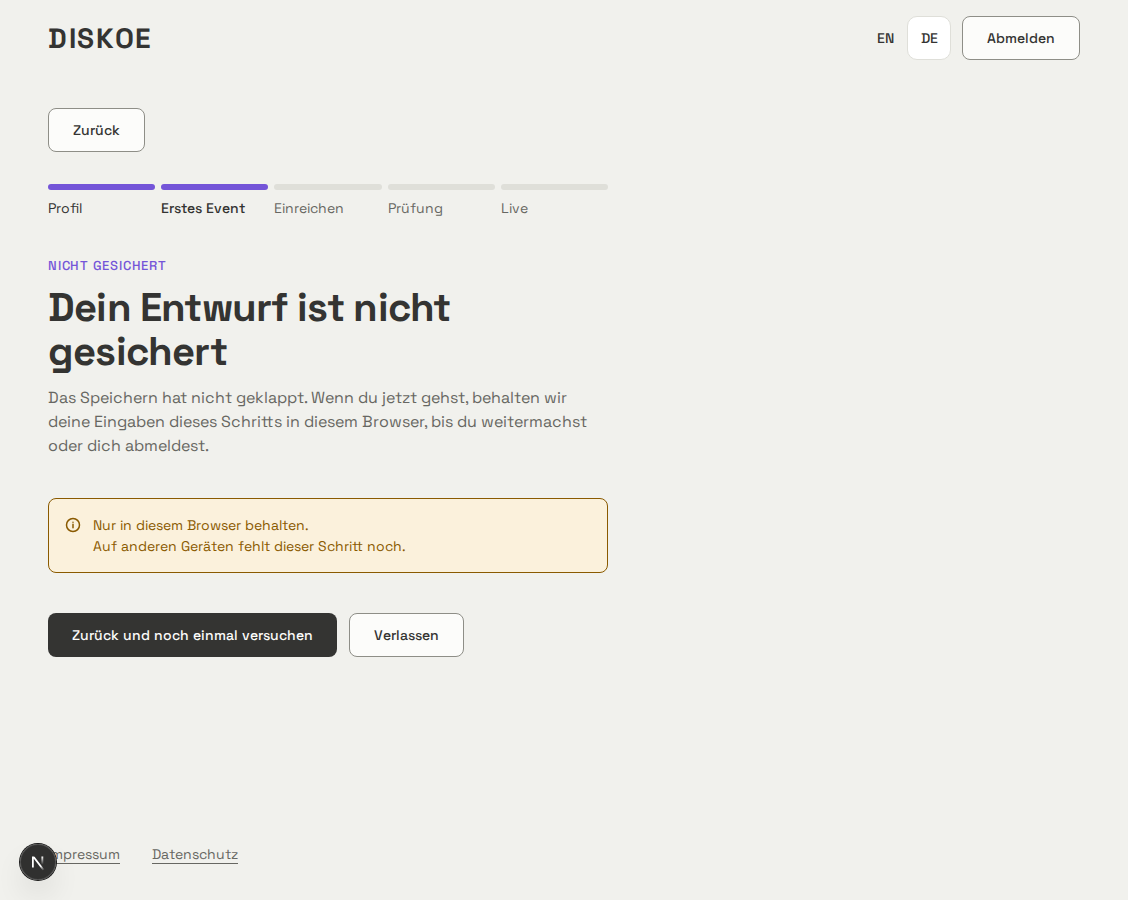 DISKOE
EN DE Abmelden
Zurück
Profil Erstes Event Einreichen Prüfung Live
NICHT GESICHERT
Dein Entwurf ist nicht
gesichert
Das Speichern hat nicht geklappt. Wenn du jetzt gehst, behalten wir
deine Eingaben dieses Schritts in diesem Browser, bis du weitermachst
oder dich abmeldest.
Nur in diesem Browser behalten.
Auf anderen Geräten fehlt dieser Schritt noch.
Zurück und noch einmal versuchen Verlassen
N mpressum Datenschutz